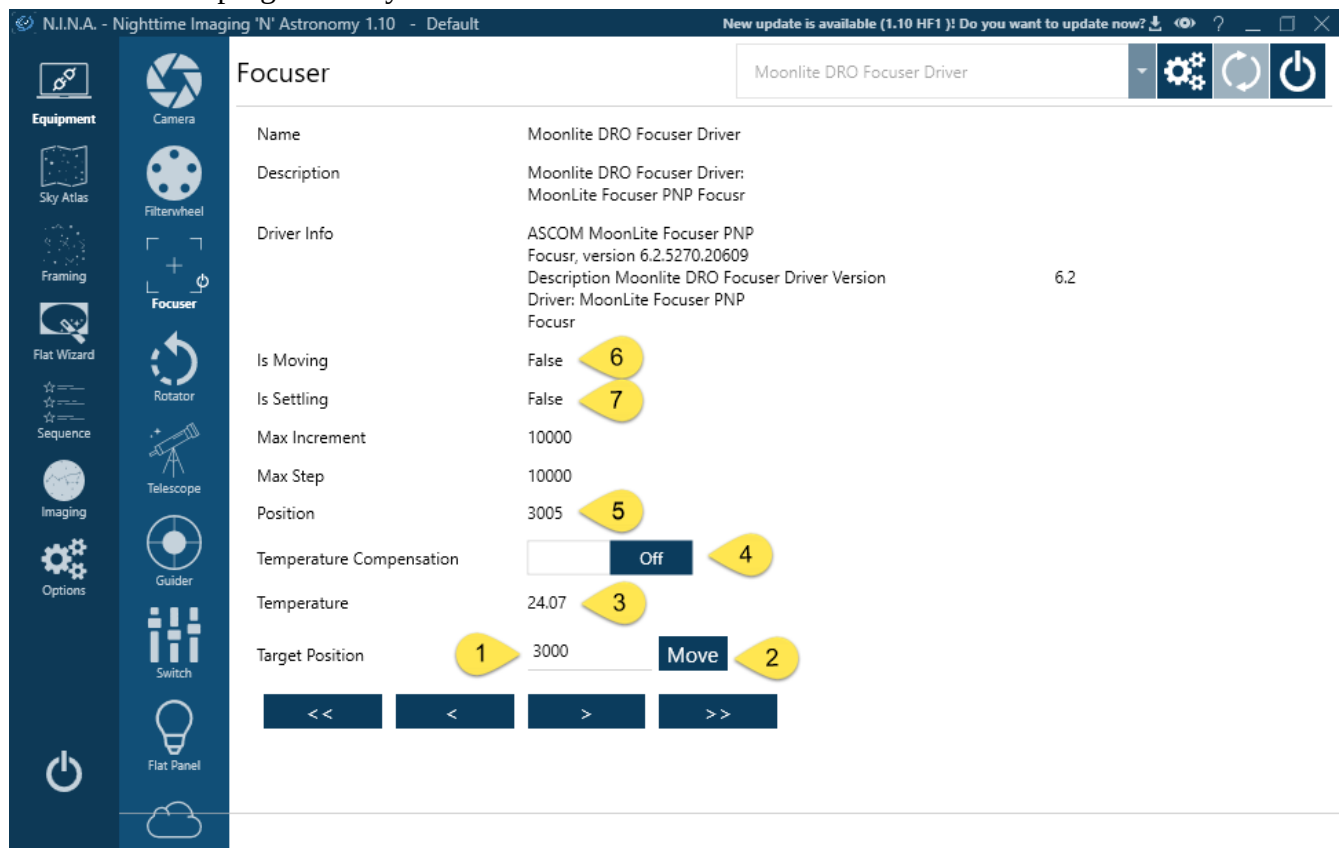 N.I.N.A. - Nighttime Imaging 'N' Astronomy 1.10 - Default
New update is available (1.10 HF1 )! Do you want to update now?
?
Equipment
Sky Atlas
Framing
Flat Wizard
Sequence
Imaging
Options
Camera
Filterwheel
Focuser
Rotator
Telescope
Guider
Switch
Flat Panel
Focuser
Moonlite DRO Focuser Driver
Name Moonlite DRO Focuser Driver
Description Moonlite DRO Focuser Driver:
MoonLite Focuser PNP Focusr
Driver Info ASCOM MoonLite Focuser PNP
Focusr, version 6.2.5270.20609
Description Moonlite DRO Focuser Driver Version 6.2
Driver: MoonLite Focuser PNP
Focusr
Is Moving False 6
Is Settling False 7
Max Increment 10000
Max Step 10000
Position 3005 5
Temperature Compensation Off 4
Temperature 24.07 3
Target Position 1 3000 Move 2
<< < > >>